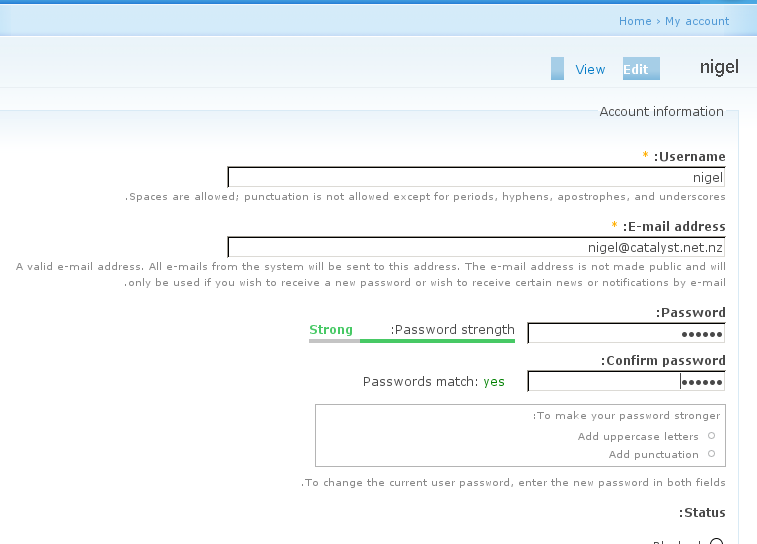 Home › My account
nigel
View Edit
Account information
* :Username
nigel
.Spaces are allowed; punctuation is not allowed except for periods, hyphens, apostrophes, and underscores
* :E-mail address
nigel@catalyst.net.nz
A valid e-mail address. All e-mails from the system will be sent to this address. The e-mail address is not made public and will
.only be used if you wish to receive a new password or wish to receive certain news or notifications by e-mail
:Password
Strong :Password strength
:Confirm password
Passwords match: yes
:To make your password stronger
Add uppercase letters
Add punctuation
.To change the current user password, enter the new password in both fields
:Status